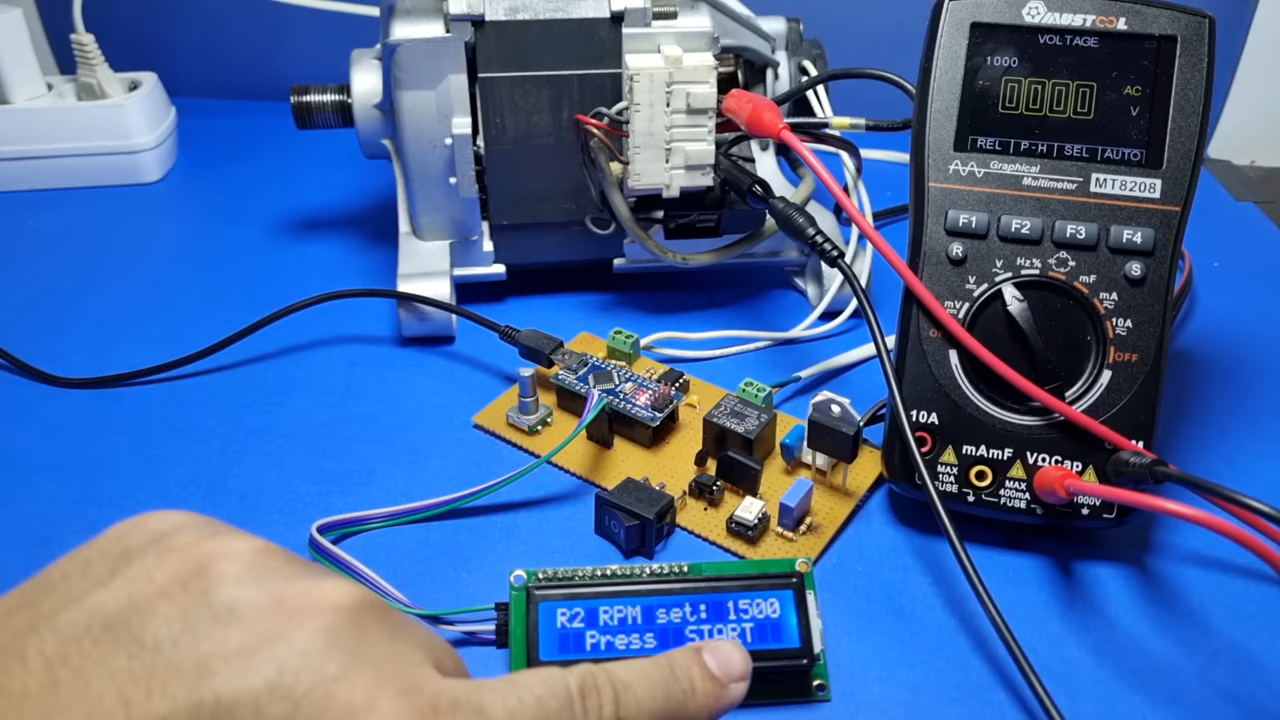 MUSTOOL
VOLTAGE
1000
0000
AC
V
REL P-H SEL AUTO
Graphical
Multimeter
MT8208
F1 F2 F3 F4
R
S
Hz%
V
V
mF
mV
mA
10A
OFF
10A
mAmF
VΩCap
MAX
10A
FUSE
MAX
400mA
FUSE
1000V
R2 RPM set: 1500
Press START